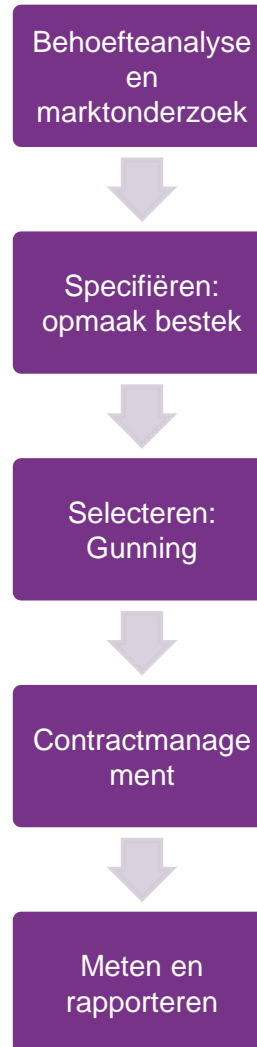 Behoefteanalyse
en
marktonderzoek
Specifiëren:
opmaak bestek
Selecteren:
Gunning
Contractmanage
ment
Meten en
rapporteren